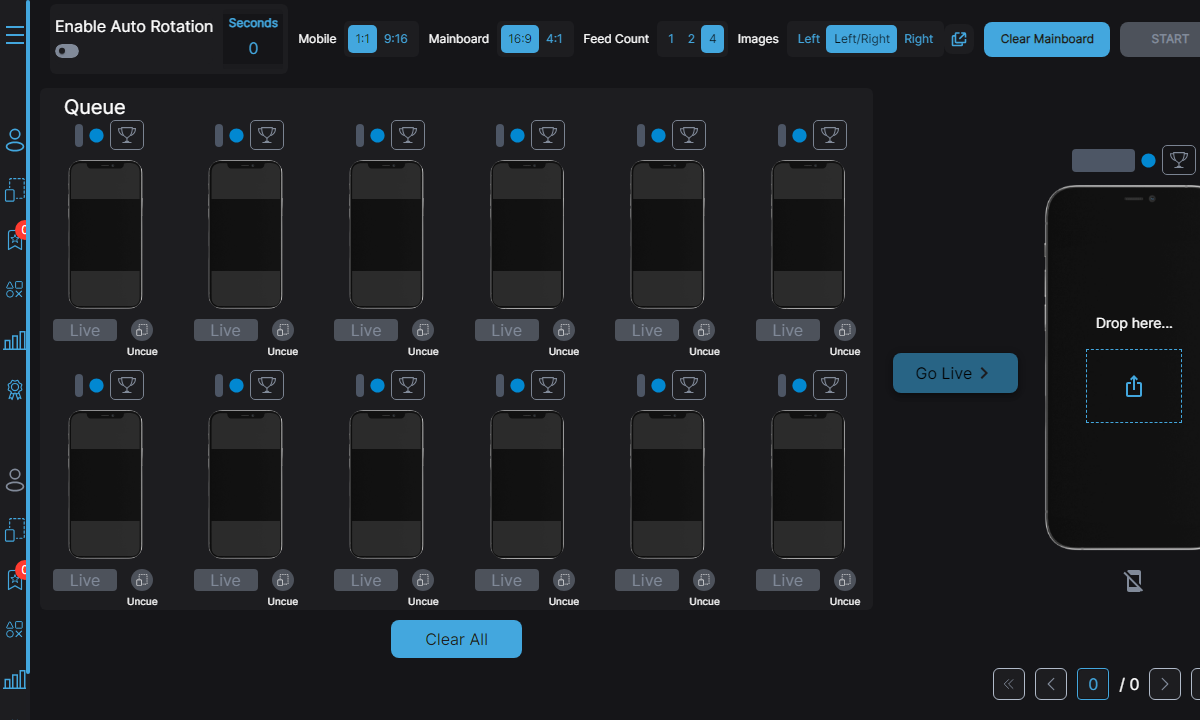 Enable Auto Rotation
Seconds
0
Mobile 1:1 9:16 Mainboard 16:9 4:1 Feed Count 1 2 4 Images Left Left/Right Right Clear Mainboard START
Queue
Live Live Live Live Live Live
Uncue Uncue Uncue Uncue Uncue Uncue
Go Live
Drop here...
Live Live Live Live Live Live
Uncue Uncue Uncue Uncue Uncue Uncue
Clear All
0 / 0